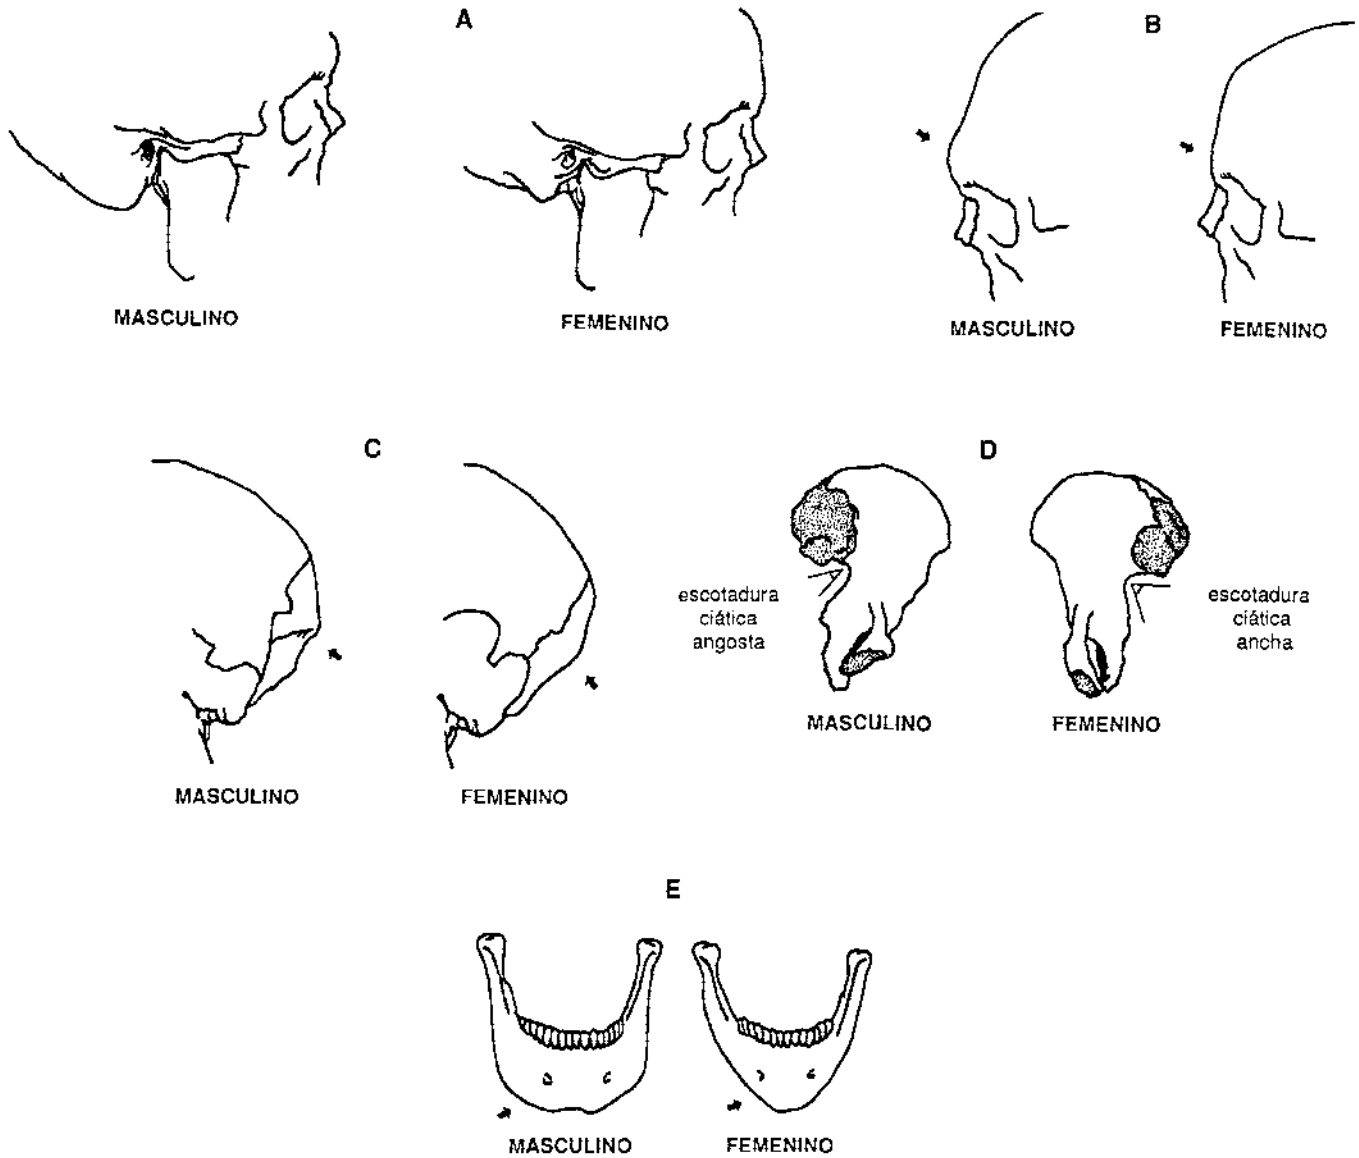 A
MASCULINO
FEMENINO
B
MASCULINO
FEMENINO
C
MASCULINO
FEMENINO
D
escotadura
ciática
angosta
escotadura
ciática
ancha
MASCULINO
FEMENINO
E
MASCULINO
FEMENINO